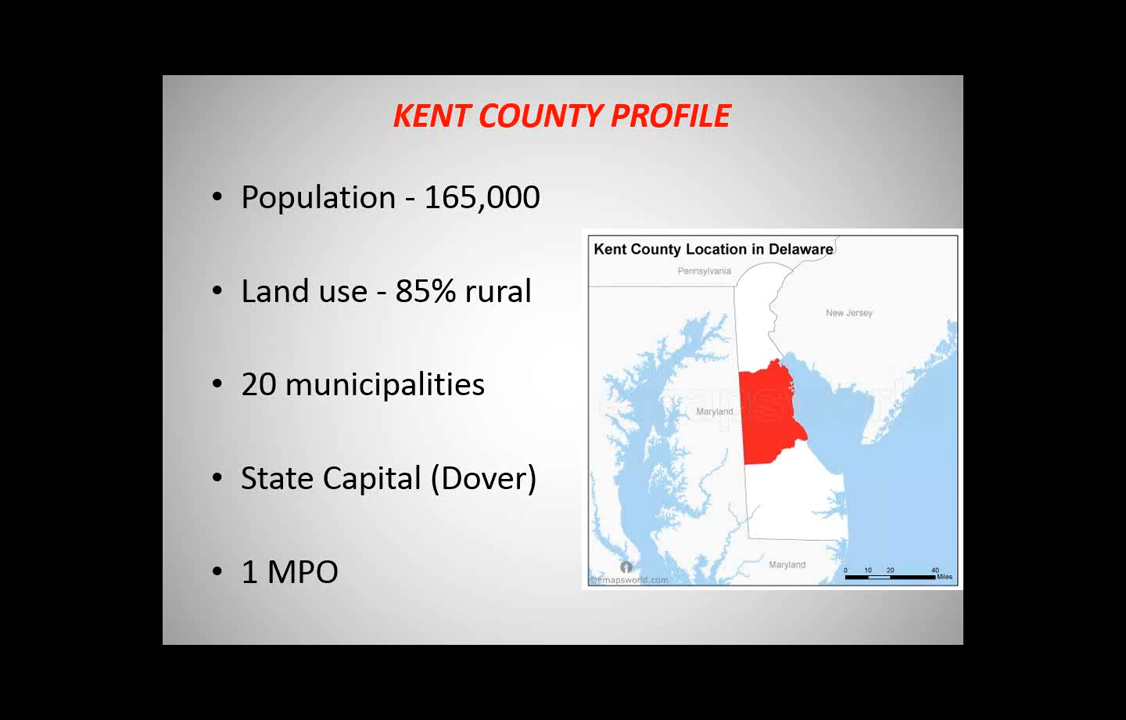 KENT COUNTY PROFILE
• Population - 165,000
• Land use - 85% rural
• 20 municipalities
• State Capital (Dover)
• 1 MPO
Kent County Location in Delaware
Pennsylvania
New Jersey
Maryland
Maryland
0 10 20 40
Miles
©emapsworld.com